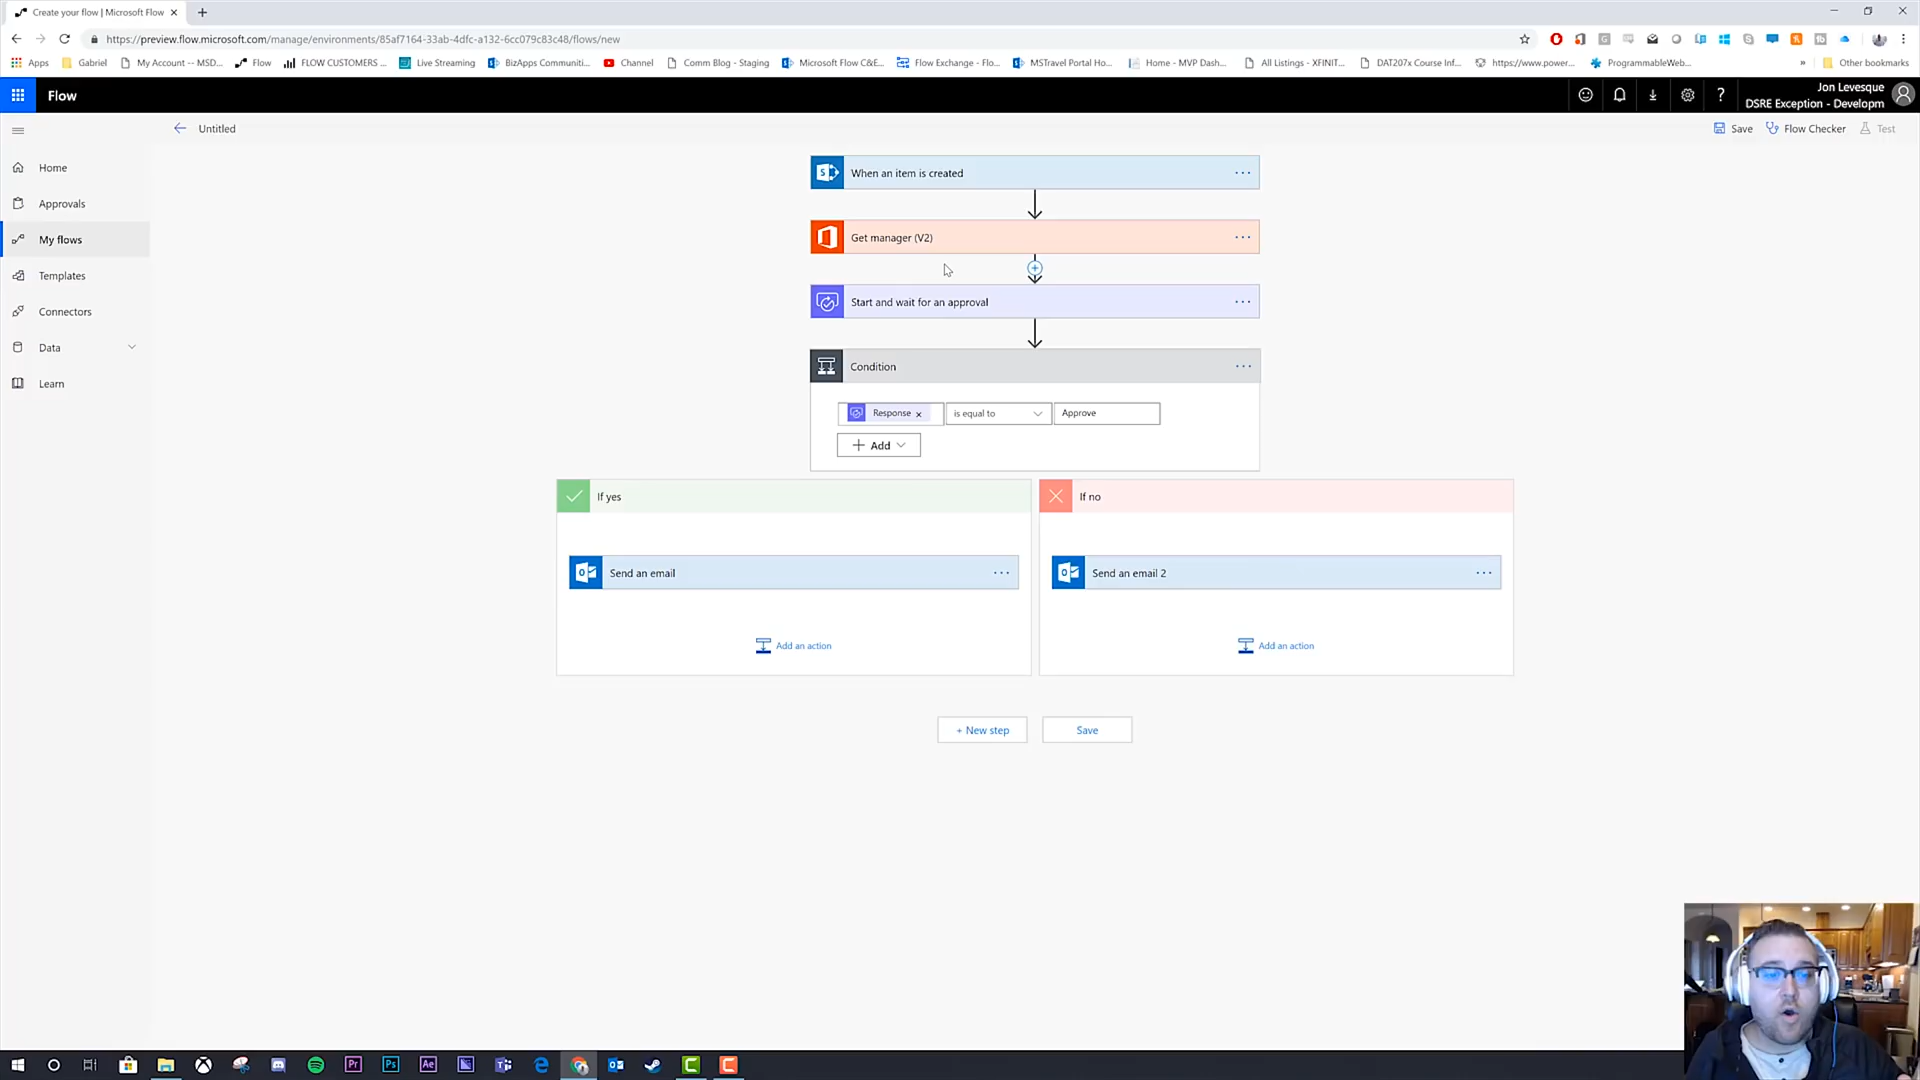 Create your flow | Microsoft Flow
https://preview.flow.microsoft.com/manage/environments/85af7164-33ab-4dfc-a132-6cc079c83c48/flows/new
Apps Gabriel My Account -- MSD... Flow FLOW CUSTOMERS ... Live Streaming BizApps Communiti... Channel Comm Blog - Staging Microsoft Flow C&E... Flow Exchange - Flo... MSTravel Portal Ho... Home - MVP Dash... All Listings - XFINIT... DAT207x Course Inf... https://www.power... ProgrammableWeb... » Other bookmarks
Flow
Jon Levesque
DSRE Exception - Developm
Untitled
Save Flow Checker Test
Home
Approvals
My flows
Templates
Connectors
Data
Learn
When an item is created
Get manager (V2)
Start and wait for an approval
Condition
Response is equal to Approve
Add
If yes
If no
Send an email
Send an email 2
Add an action
Add an action
+ New step
Save